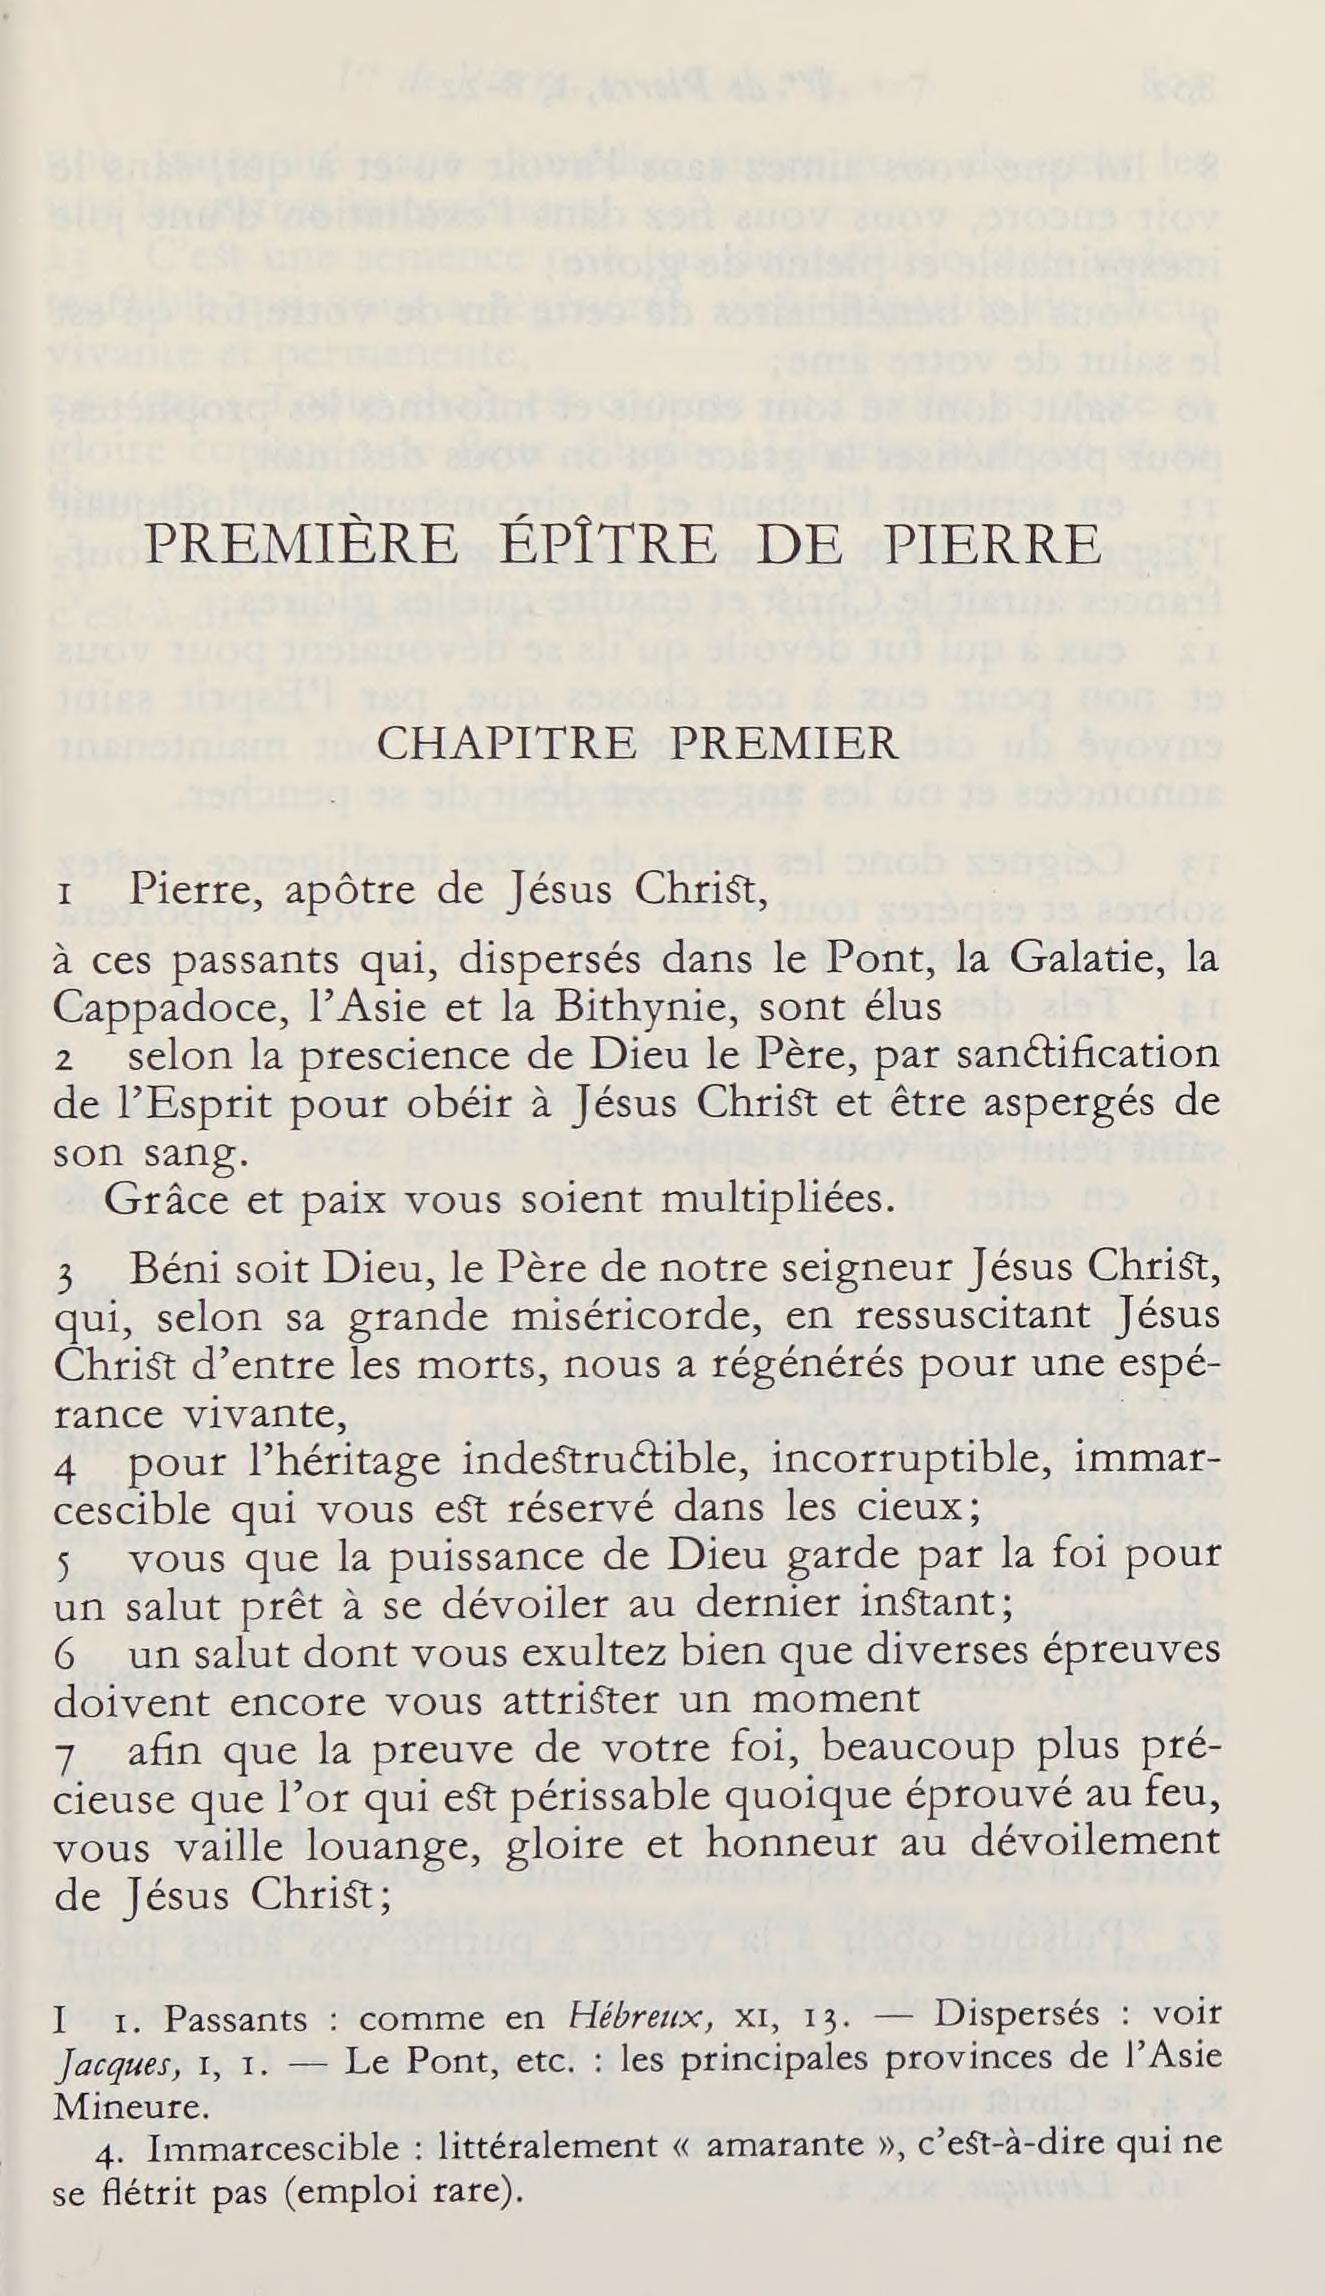 PREMIÈRE ÉPÎTRE DE PIERRE
CHAPITRE PREMIER
1 Pierre, apôtre de Jésus Christ,
à ces passants qui, dispersés dans le Pont, la Galatie, la
Cappadoce, l’Asie et la Bithynie, sont élus
2 selon la prescience de Dieu le Père, par sanctification
de l’Esprit pour obéir à Jésus Christ et être aspergés de
son sang.
Grâce et paix vous soient multipliées.
3 Béni soit Dieu, le Père de notre seigneur Jésus Christ,
qui, selon sa grande miséricorde, en ressuscitant Jésus
Christ d’entre les morts, nous a régénérés pour une espé-
rance vivante,
4 pour l’héritage indestructible, incorruptible, immar-
cescible qui vous est réservé dans les cieux;
5 vous que la puissance de Dieu garde par la foi pour
un salut prêt à se dévoiler au dernier instant;
6 un salut dont vous exultez bien que diverses épreuves
doivent encore vous attrister un moment
7 afin que la preuve de votre foi, beaucoup plus pré-
cieuse que l’or qui est périssable quoique éprouvé au feu,
vous vaille louange, gloire et honneur au dévoilement
de Jésus Christ;
I 1. Passants : comme en Hébreux, XI, 13. — Dispersés : voir
Jacques, I, 1. — Le Pont, etc. : les principales provinces de l’Asie
Mineure.
4. Immarcescible : littéralement « amarante », c’est-à-dire qui ne
se flétrit pas (emploi rare).